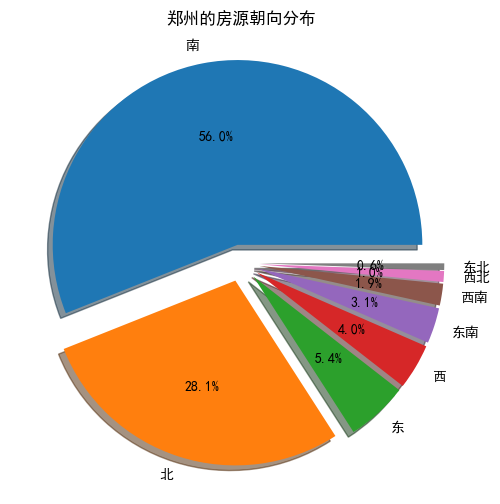 郑州的房源朝向分布
南
56.0%
0.6%
东北
1.0%
西北
1.9%
西南
3.1%
东南
4.0%
西
5.4%
东
28.1%
北